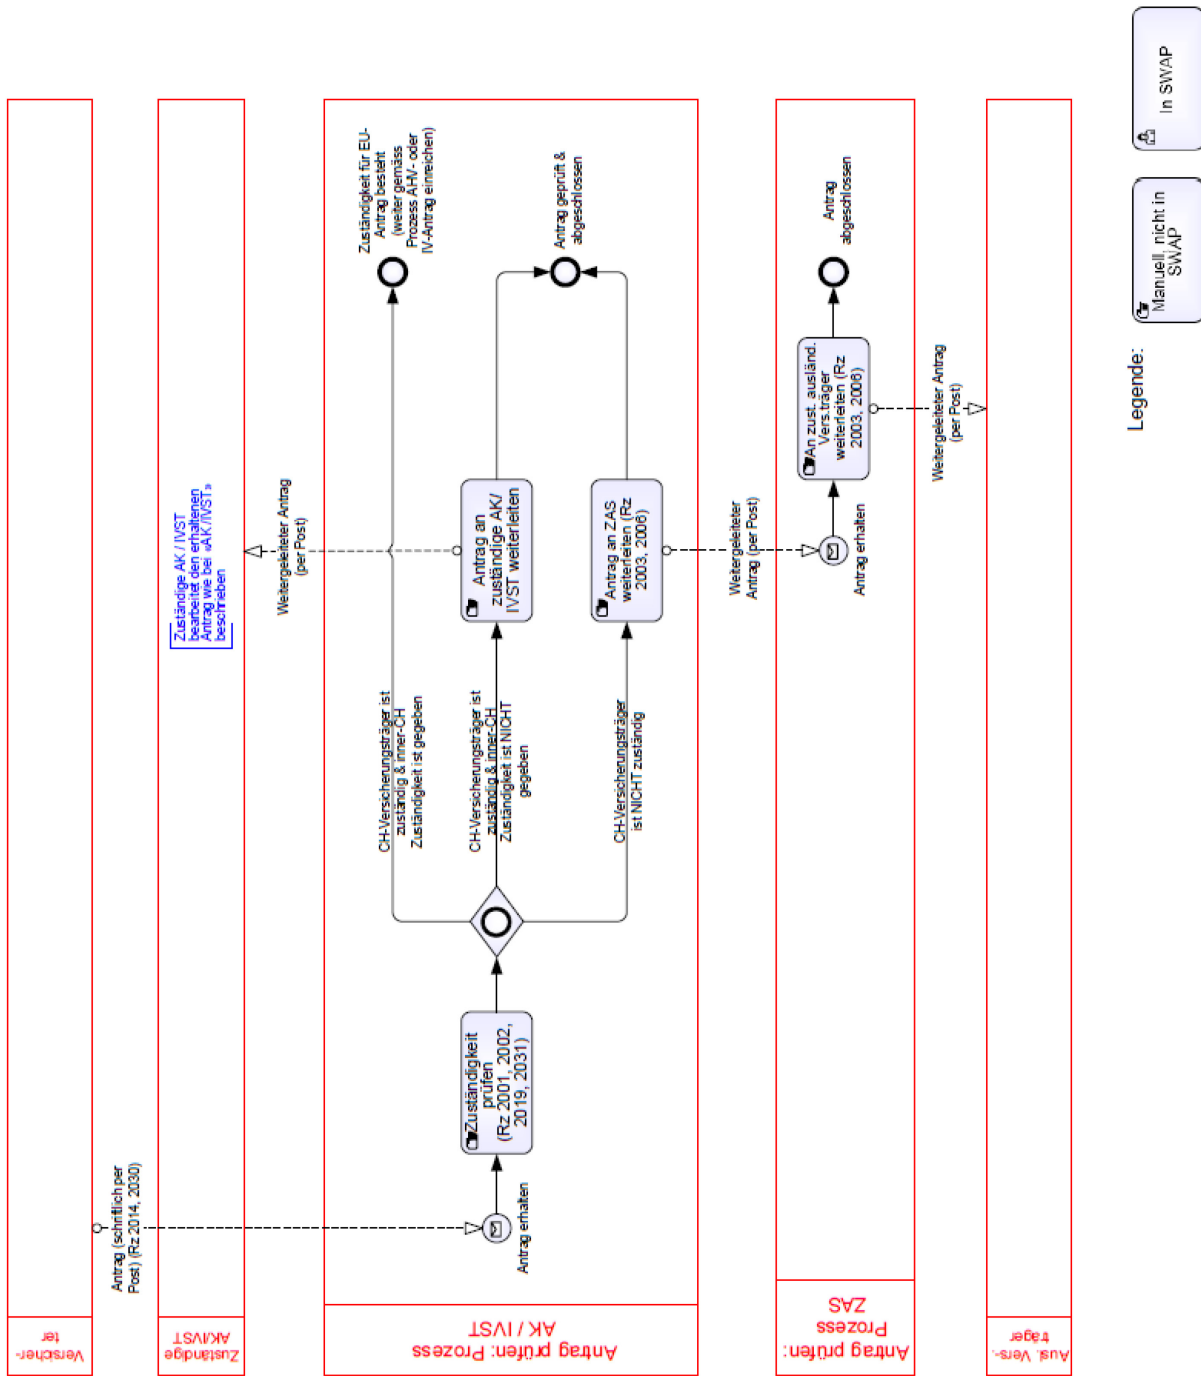 Versicher-
ter
Antrag (schriftlich per
Post) (Rz 2014, 2030)
Zuständige
AK/IVST
Zuständige AK / IVST
bearbeitet den erhaltenen
Antrag wie bei «AK / IVST»
beschrieben
Weitergeleiteter Antrag
(per Post)
Antrag prüfen: Prozess
AK / IVST
Antrag erhalten
Zuständigkeit
prüfen
(Rz 2001, 2002,
2019, 2031)
CH-Versicherungsträger ist
zuständig & inner-CH
Zuständigkeit ist gegeben
Zuständigkeit für EU-
Antrag besteht
(weiter gemäss
Prozess AHV- oder
IV-Antrag einreichen)
CH-Versicherungsträger ist
zuständig & inner-CH
Zuständigkeit ist NICHT
gegeben
Antrag an
zuständige AK/
IVST weiterleiten
CH-Versicherungsträger
ist NICHT zuständig
Antrag an ZAS
weiterleiten (Rz
2003, 2006)
Antrag geprüft &
abgeschlossen
Weitergeleiteter
Antrag (per Post)
Antrag prüfen:
Prozess
ZAS
Antrag erhalten
An zust. ausländ.
Vers.träger
weiterleiten (Rz
2003, 2006)
Antrag
abgeschlossen
Weitergeleiteter Antrag
(per Post)
Ausl. Vers.-
träger
Legende:
Manuell, nicht in
SWAP
In SWAP